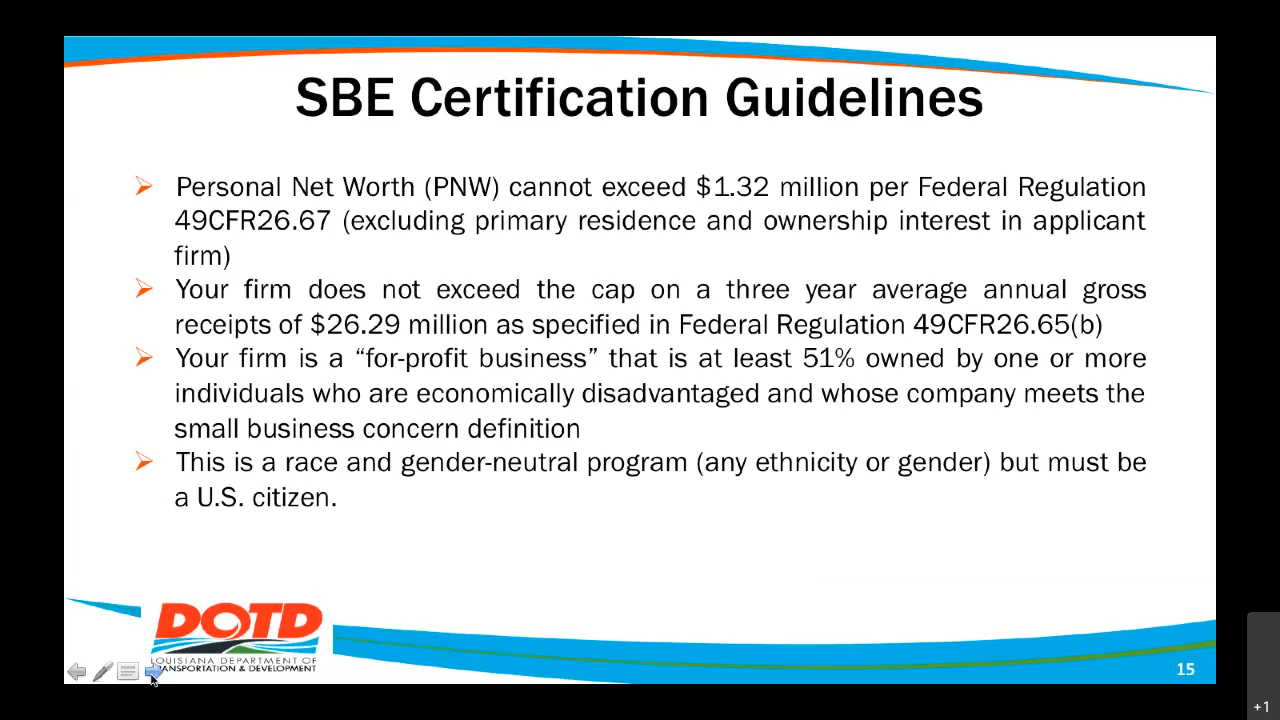 SBE Certification Guidelines
Personal Net Worth (PNW) cannot exceed $1.32 million per Federal Regulation
49CFR26.67 (excluding primary residence and ownership interest in applicant
firm)
Your firm does not exceed the cap on a three year average annual gross
receipts of $26.29 million as specified in Federal Regulation 49CFR26.65(b)
Your firm is a “for-profit business” that is at least 51% owned by one or more
individuals who are economically disadvantaged and whose company meets the
small business concern definition
This is a race and gender-neutral program (any ethnicity or gender) but must be
a U.S. citizen.
DOTD
LOUISIANA DEPARTMENT OF
TRANSPORTATION & DEVELOPMENT
15
+1